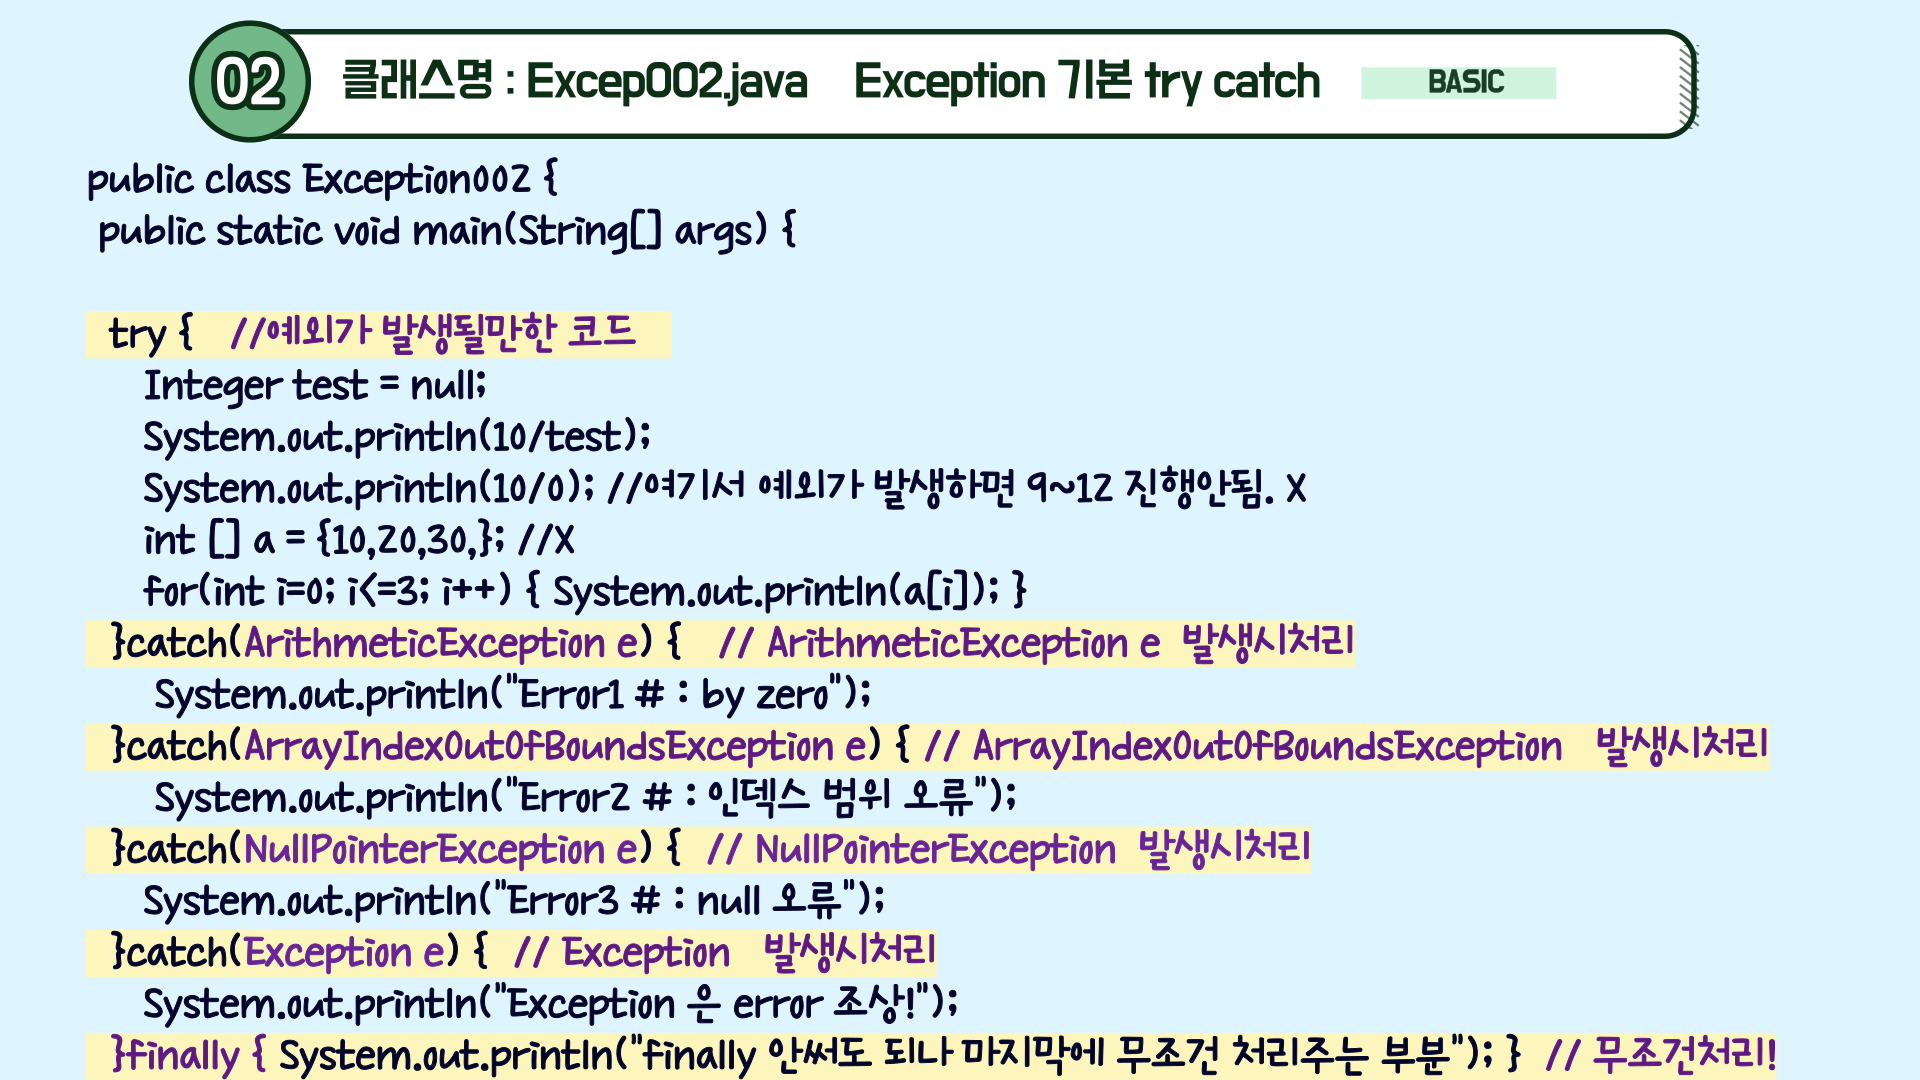 02 클래스명 : Excep002.java Exception 기본 try catch BASIC
public class Exception002 {
public static void main(String[] args) {
try { //예외가 발생될만한 코드
Integer test = null;
System.out.println(10/test);
System.out.println(10/0); //여기서 예외가 발생하면 9~12 진행안됨. X
int [] a = {10,20,30,}; //X
for(int i=0; i<=3; i++) { System.out.println(a[i]); }
}catch(ArithmeticException e) { // ArithmeticException e 발생시처리
System.out.println("Error1 # : by zero");
}catch(ArrayIndexOutOfBoundsException e) { // ArrayIndexOutOfBoundsException 발생시처리
System.out.println("Error2 # : 인덱스 범위 오류");
}catch(NullPointerException e) { // NullPointerException 발생시처리
System.out.println("Error3 # : null 오류");
}catch(Exception e) { // Exception 발생시처리
System.out.println("Exception 은 error 조상!");
}finally { System.out.println("finally 안써도 되나 마지막에 무조건 처리주는 부분"); } // 무조건처리!